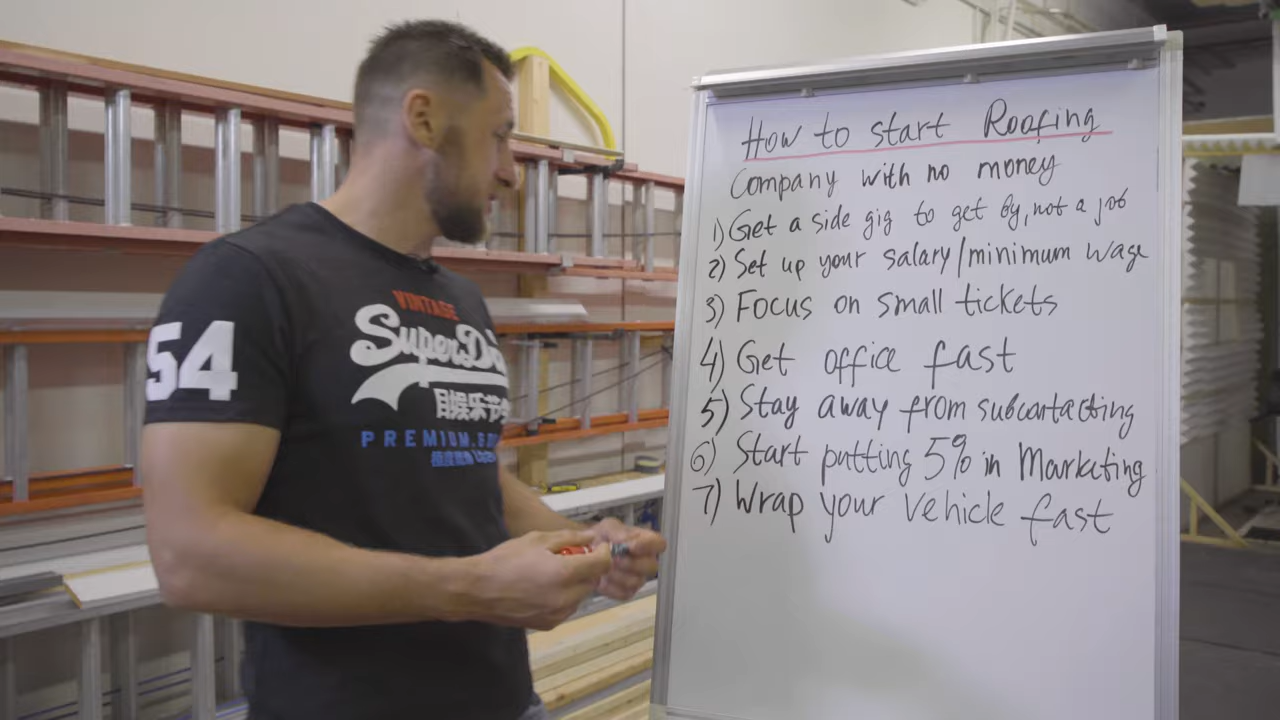 How to start Roofing
Company with no money
1) Get a side gig to get by, not a job
2) Set up your salary/minimum wage
3) Focus on small tickets
4) Get office fast
5) Stay away from subcontacting
6) Start putting 5% in Marketing
7) Wrap your vehicle fast
54
VINTAGE
SuperD
PREMIUM.